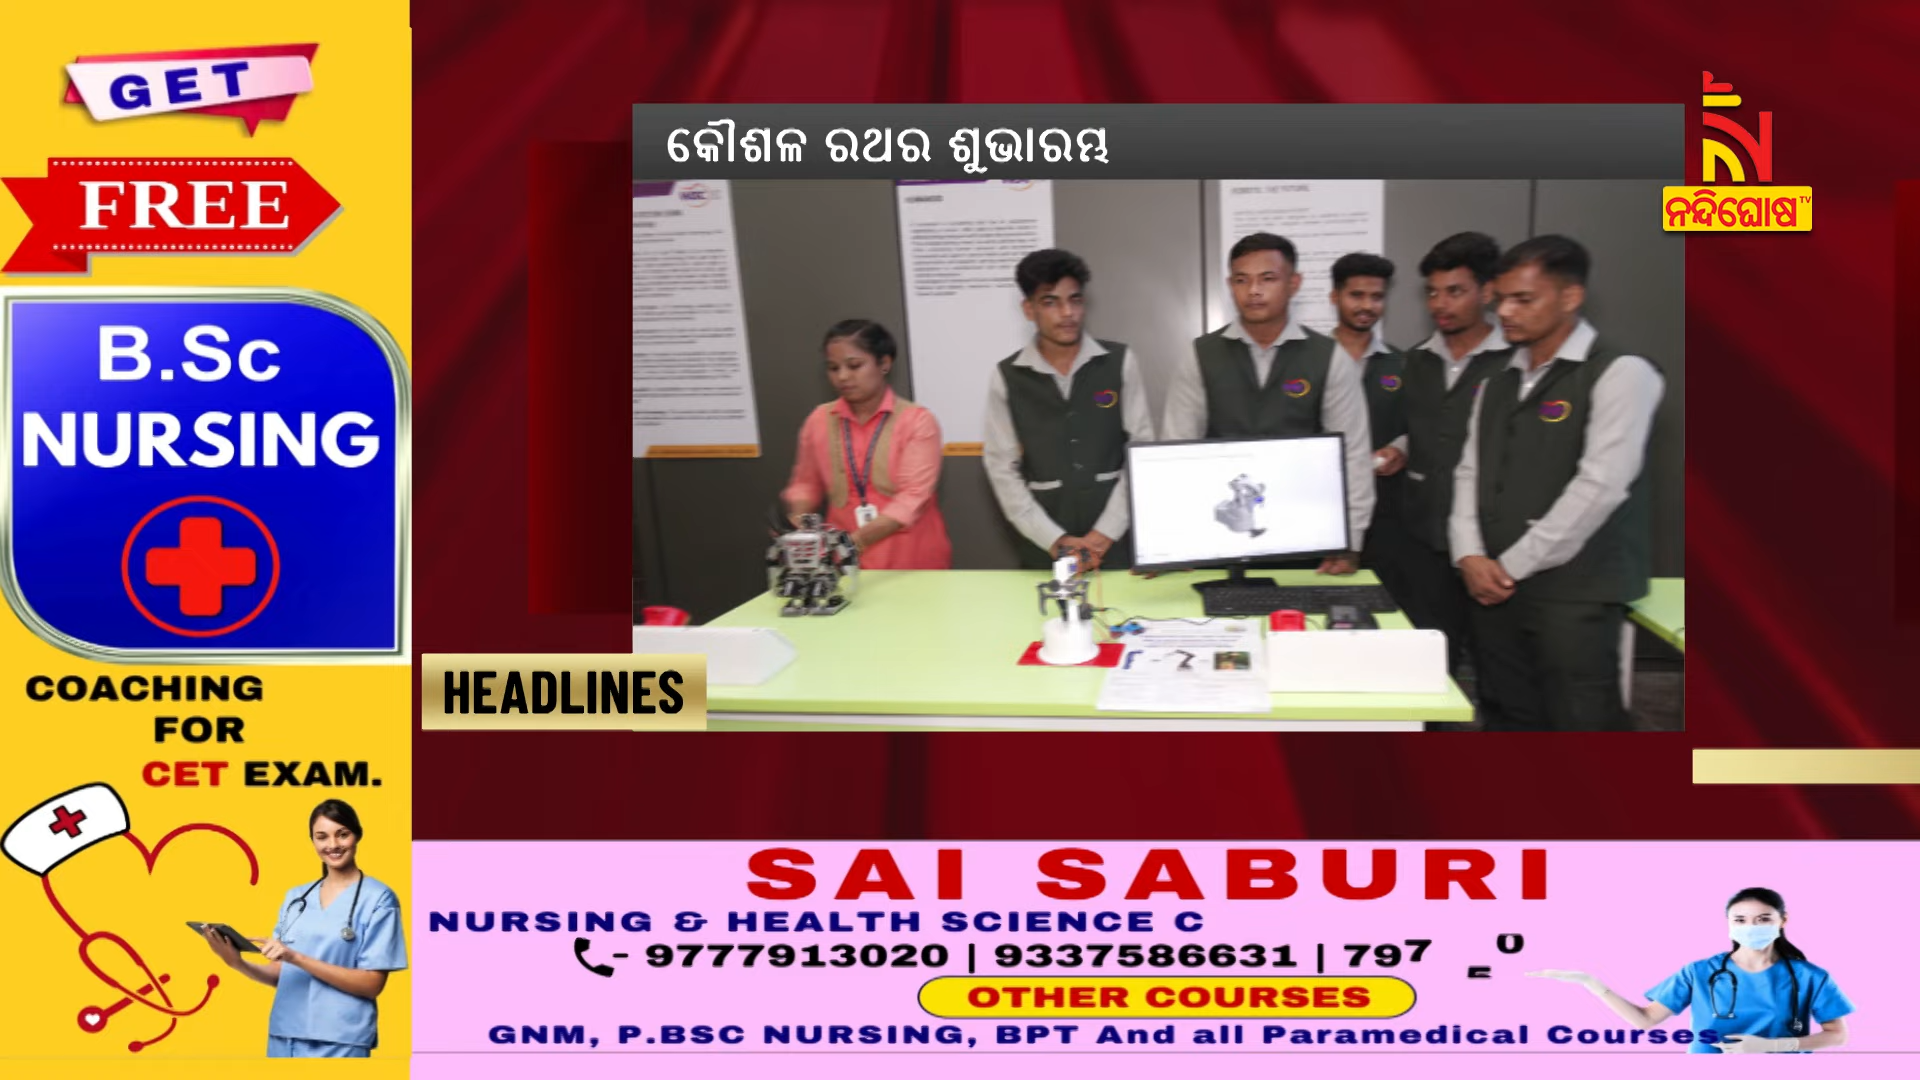 GET
FREE
B.Sc
NURSING
COACHING
FOR
CET EXAM.
କୌଶଳ ରଥର ଶୁଭାରମ୍ଭ
ନନ୍ଦିଘୋଷ TV
HEADLINES
SAI SABURI
NURSING & HEALTH SCIENCE C
- 9777913020 | 9337586631 | 797
OTHER COURSES
GNM, P.BSC NURSING, BPT And all Paramedical Courses